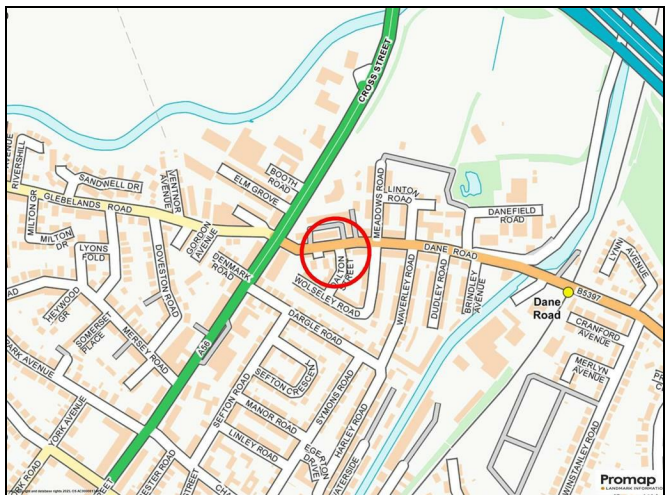 CROSS STREET
RIVERSHILL
AVENUE
SANDWELL DR
VENTNOR
AVENUE
BOOTH
ROAD
ELM GROVE
MILTON GR
GLEBELANDS ROAD
MILTON
DR
LYONS
FOLD
GORDON
AVENUE
DOVESTON ROAD
DENMARK
ROAD
MEADOWS ROAD
LINTON
ROAD
DANEFIELD
ROAD
DANE ROAD
STREET
WOLSELEY ROAD
WAVERLEY ROAD
DUDLEY ROAD
BRINDLEY
AVENUE
LYNN
AVENUE
B5397
Dane
Road
CRANFORD
AVENUE
MERLYN
AVENUE
HEYWOOD
GR
SOMERSET
PLACE
MERSEY ROAD
A56
DARGLE ROAD
SEFTON CRESCENT
SEFTON ROAD
SYMONS ROAD
MANOR ROAD
LINLEY ROAD
HARLEY ROAD
EGERTON
DRIVE
PARK AVENUE
YORK AVENUE
DUNSTANLEY ROAD
Promap
LANDMARK INFORMATION